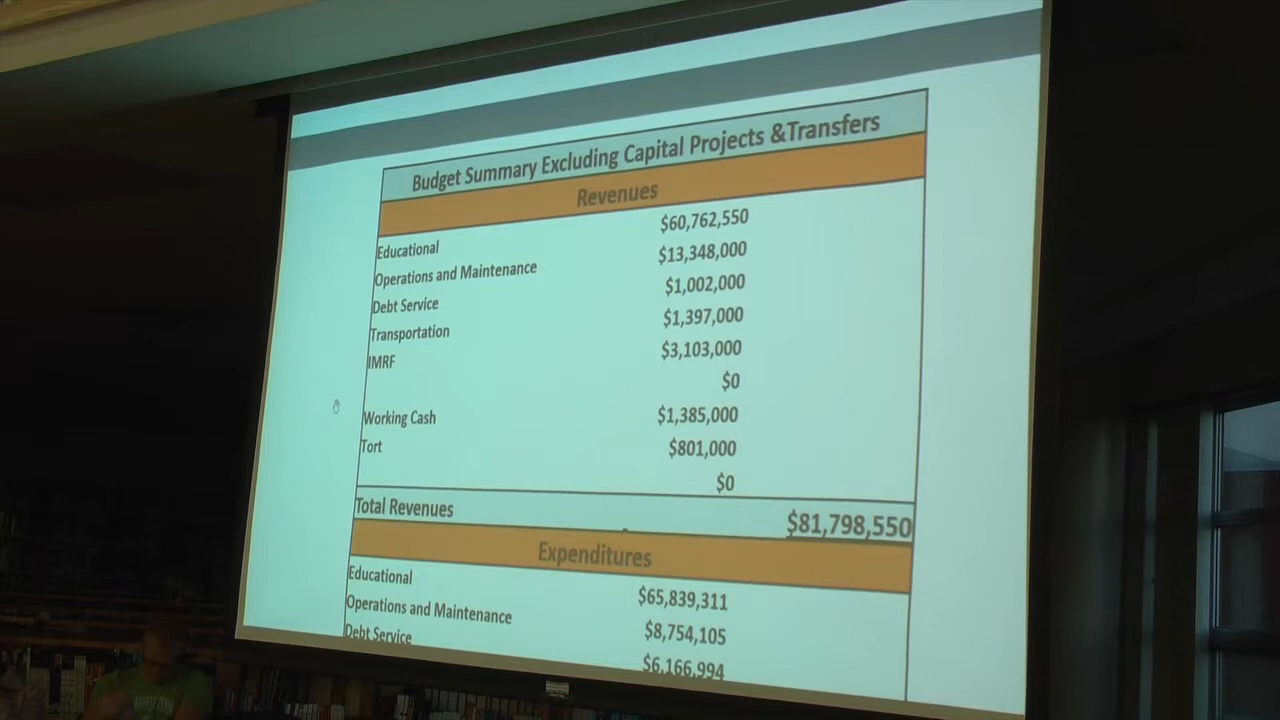 Budget Summary Excluding Capital Projects &Transfers
Revenues
Educational $60,762,550
Operations and Maintenance $13,348,000
Debt Service $1,002,000
Transportation $1,397,000
IMRF $3,103,000
$0
Working Cash $1,385,000
Tort $801,000
$0
Total Revenues $81,798,550
Expenditures
Educational $65,839,311
Operations and Maintenance $8,754,105
Debt Service $6,166,994